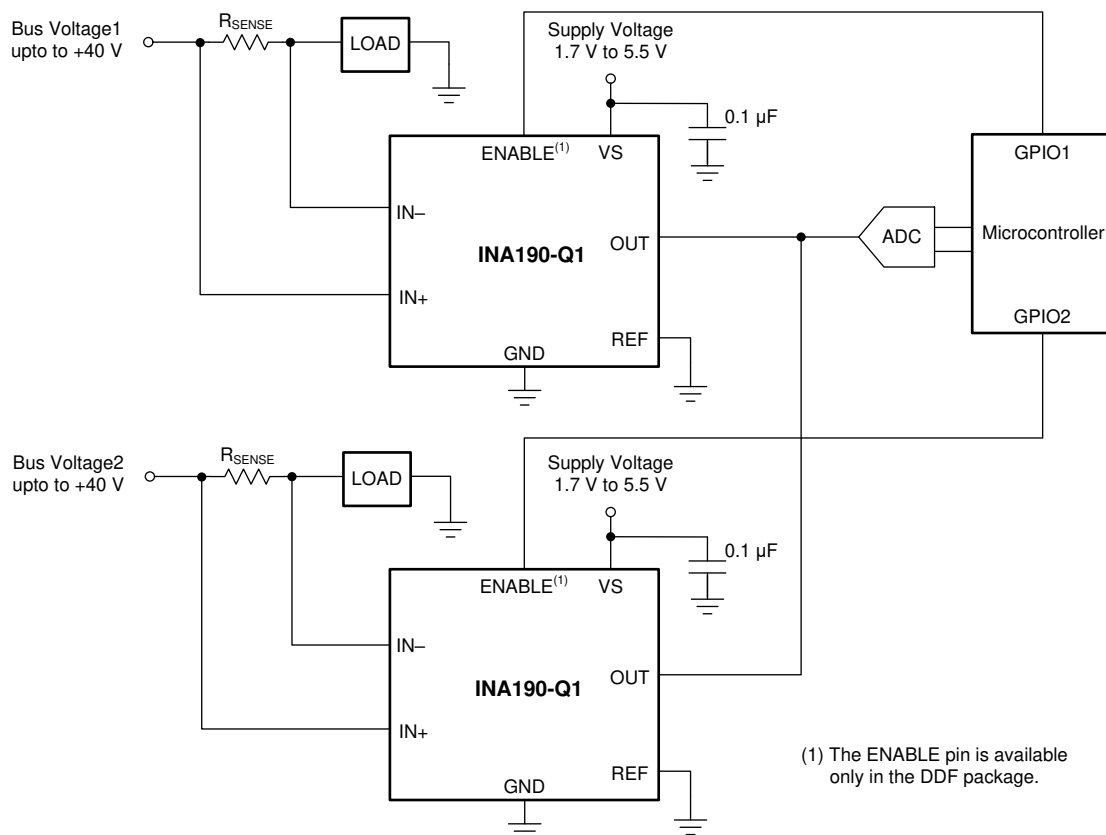 Bus Voltage1
upto to +40 V
RSENSE
LOAD
Supply Voltage
1.7 V to 5.5 V
0.1 µF
ENABLE(1)
VS
GPIO1
IN–
OUT
ADC
Microcontroller
INA190-Q1
IN+
GPIO2
REF
GND
Bus Voltage2
upto to +40 V
RSENSE
LOAD
Supply Voltage
1.7 V to 5.5 V
0.1 µF
ENABLE(1)
VS
IN–
OUT
INA190-Q1
IN+
REF
GND
(1) The ENABLE pin is available
only in the DDF package.